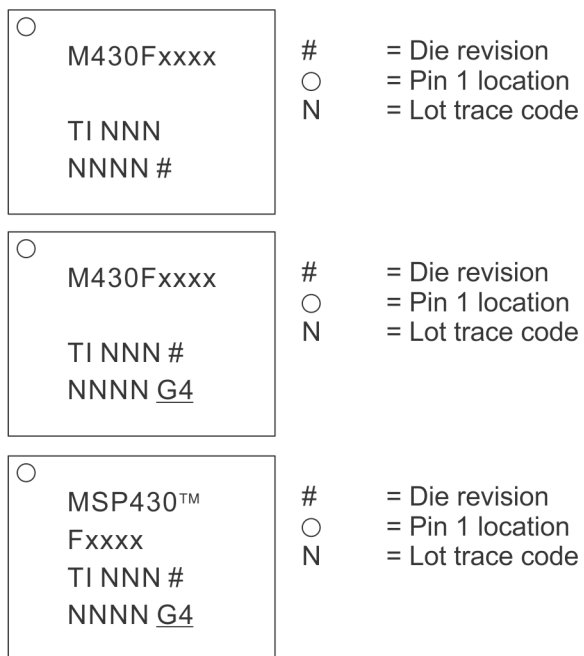 M430Fxxxx
TI NNN
NNNN #
# = Die revision
○ = Pin 1 location
N = Lot trace code
M430Fxxxx
TI NNN #
NNNN G4
# = Die revision
○ = Pin 1 location
N = Lot trace code
MSP430™
Fxxxx
TI NNN #
NNNN G4
# = Die revision
○ = Pin 1 location
N = Lot trace code